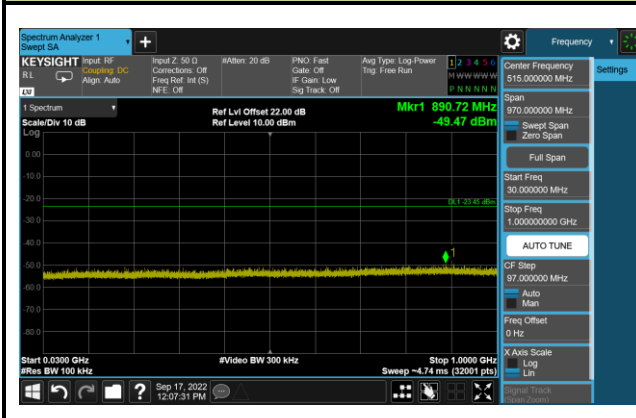 Spectrum Analyzer 1
Swept SA
+
Frequency
KEYSIGHT Input: RF Input Z: 50 Ω #Atten: 20 dB PNO: Fast Avg Type: Log-Power 1 2 3 4 5 6
RL Coupling: DC Corrections: Off Gate: Off Trig: Free Run M W W W W W
Align: Auto Freq Ref: Int (S) IF Gain: Low P N N N N N
LXI NFE: Off Sig Track: Off
1 Spectrum Ref Lvl Offset 22.00 dB Mkr1 890.72 MHz
Scale/Div 10 dB Ref Level 10.00 dBm -49.47 dBm
Log
0.00
-10.0
-20.0
DL1 -23.45 dBm
-30.0
-40.0
1
-50.0
-60.0
-70.0
-80.0
Start 0.0300 GHz #Video BW 300 kHz Stop 1.0000 GHz
#Res BW 100 kHz Sweep ~4.74 ms (32001 pts)
Sep 17, 2022
12:07:31 PM
?
Center Frequency
515.000000 MHz
Settings
Span
970.000000 MHz
Swept Span
Zero Span
Full Span
Start Freq
30.000000 MHz
Stop Freq
1.000000000 GHz
AUTO TUNE
CF Step
97.000000 MHz
Auto
Man
Freq Offset
0 Hz
X Axis Scale
Log
Lin
Signal Track
(Span Zoom)